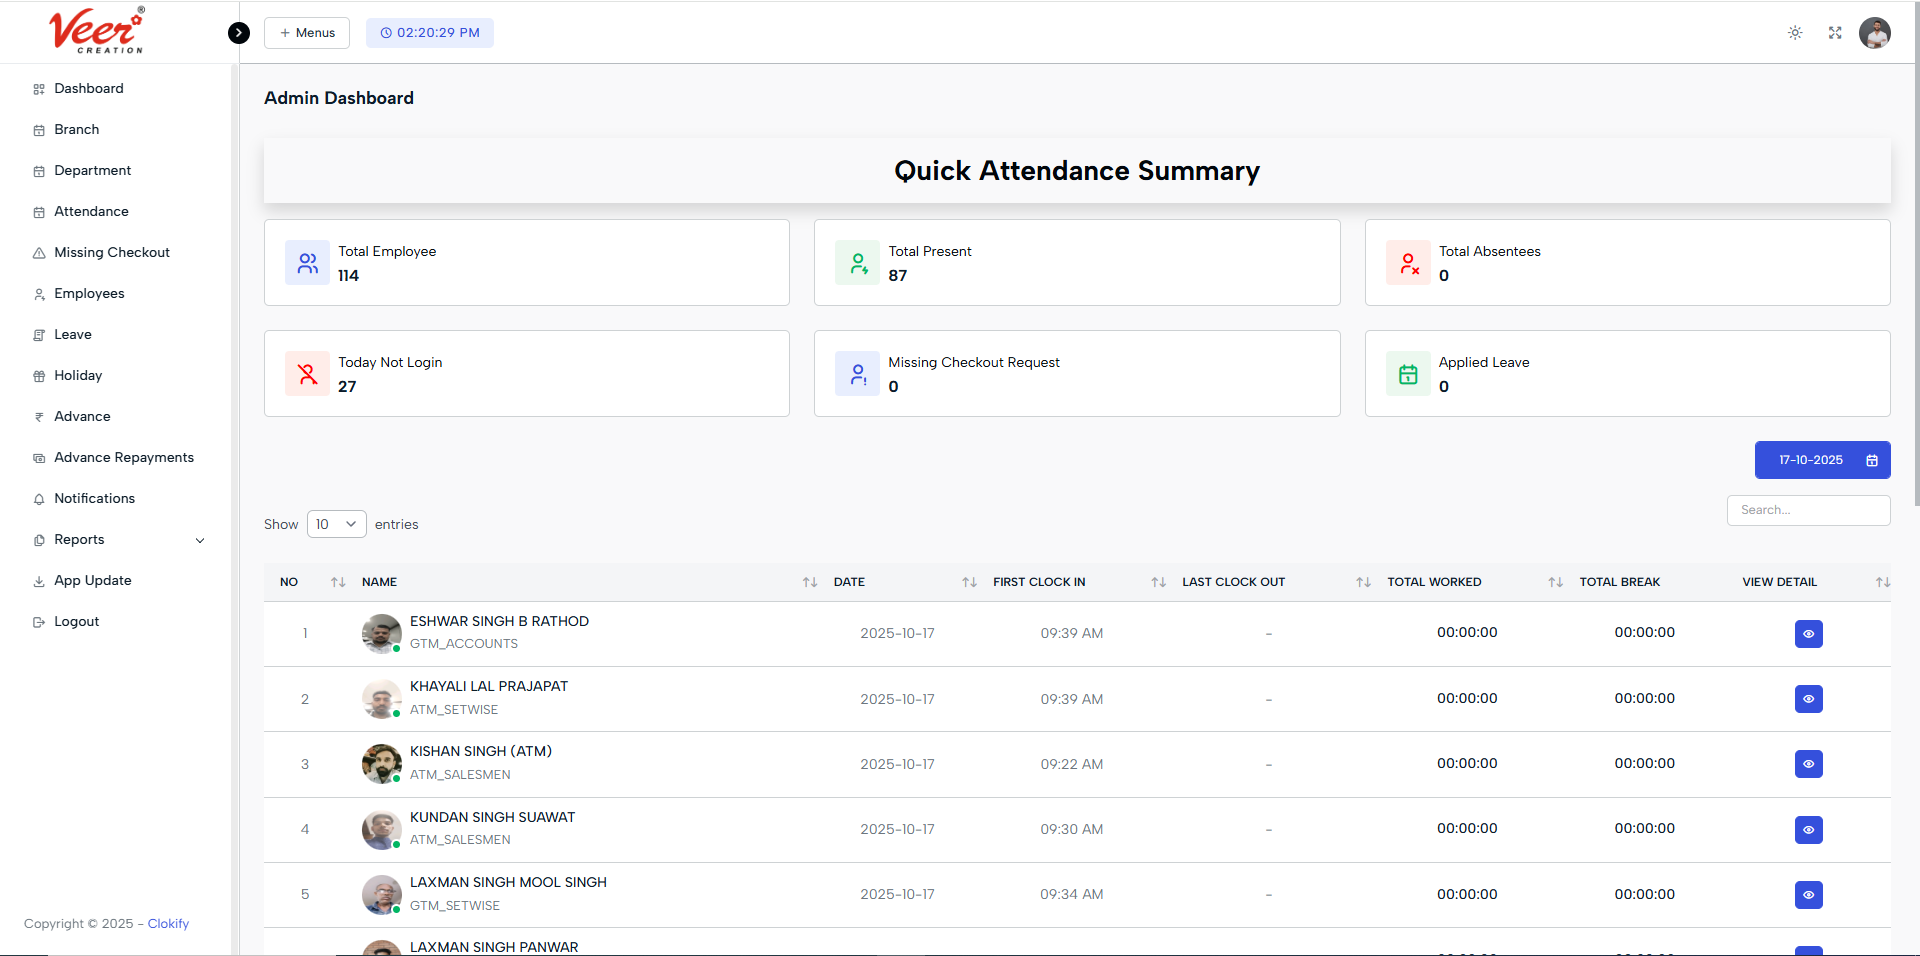 Veer®
CREATION
+ Menus
02:20:29 PM
Dashboard
Branch
Department
Attendance
Missing Checkout
Employees
Leave
Holiday
Advance
Advance Repayments
Notifications
Reports
App Update
Logout
Copyright © 2025 - Clokify
Admin Dashboard
Quick Attendance Summary
Total Employee
114
Total Present
87
Total Absentees
0
Today Not Login
27
Missing Checkout Request
0
Applied Leave
0
17-10-2025
Show 10 entries
Search...
NO NAME DATE FIRST CLOCK IN LAST CLOCK OUT TOTAL WORKED TOTAL BREAK VIEW DETAIL
1 ESHWAR SINGH B RATHOD 2025-10-17 09:39 AM - 00:00:00 00:00:00
GTM_ACCOUNTS
2 KHAYALI LAL PRAJAPAT 2025-10-17 09:39 AM - 00:00:00 00:00:00
ATM_SETWISE
3 KISHAN SINGH (ATM) 2025-10-17 09:22 AM - 00:00:00 00:00:00
ATM_SALESMEN
4 KUNDAN SINGH SUAWAT 2025-10-17 09:30 AM - 00:00:00 00:00:00
ATM_SALESMEN
5 LAXMAN SINGH MOOL SINGH 2025-10-17 09:34 AM - 00:00:00 00:00:00
GTM_SETWISE
LAXMAN SINGH PANWAR